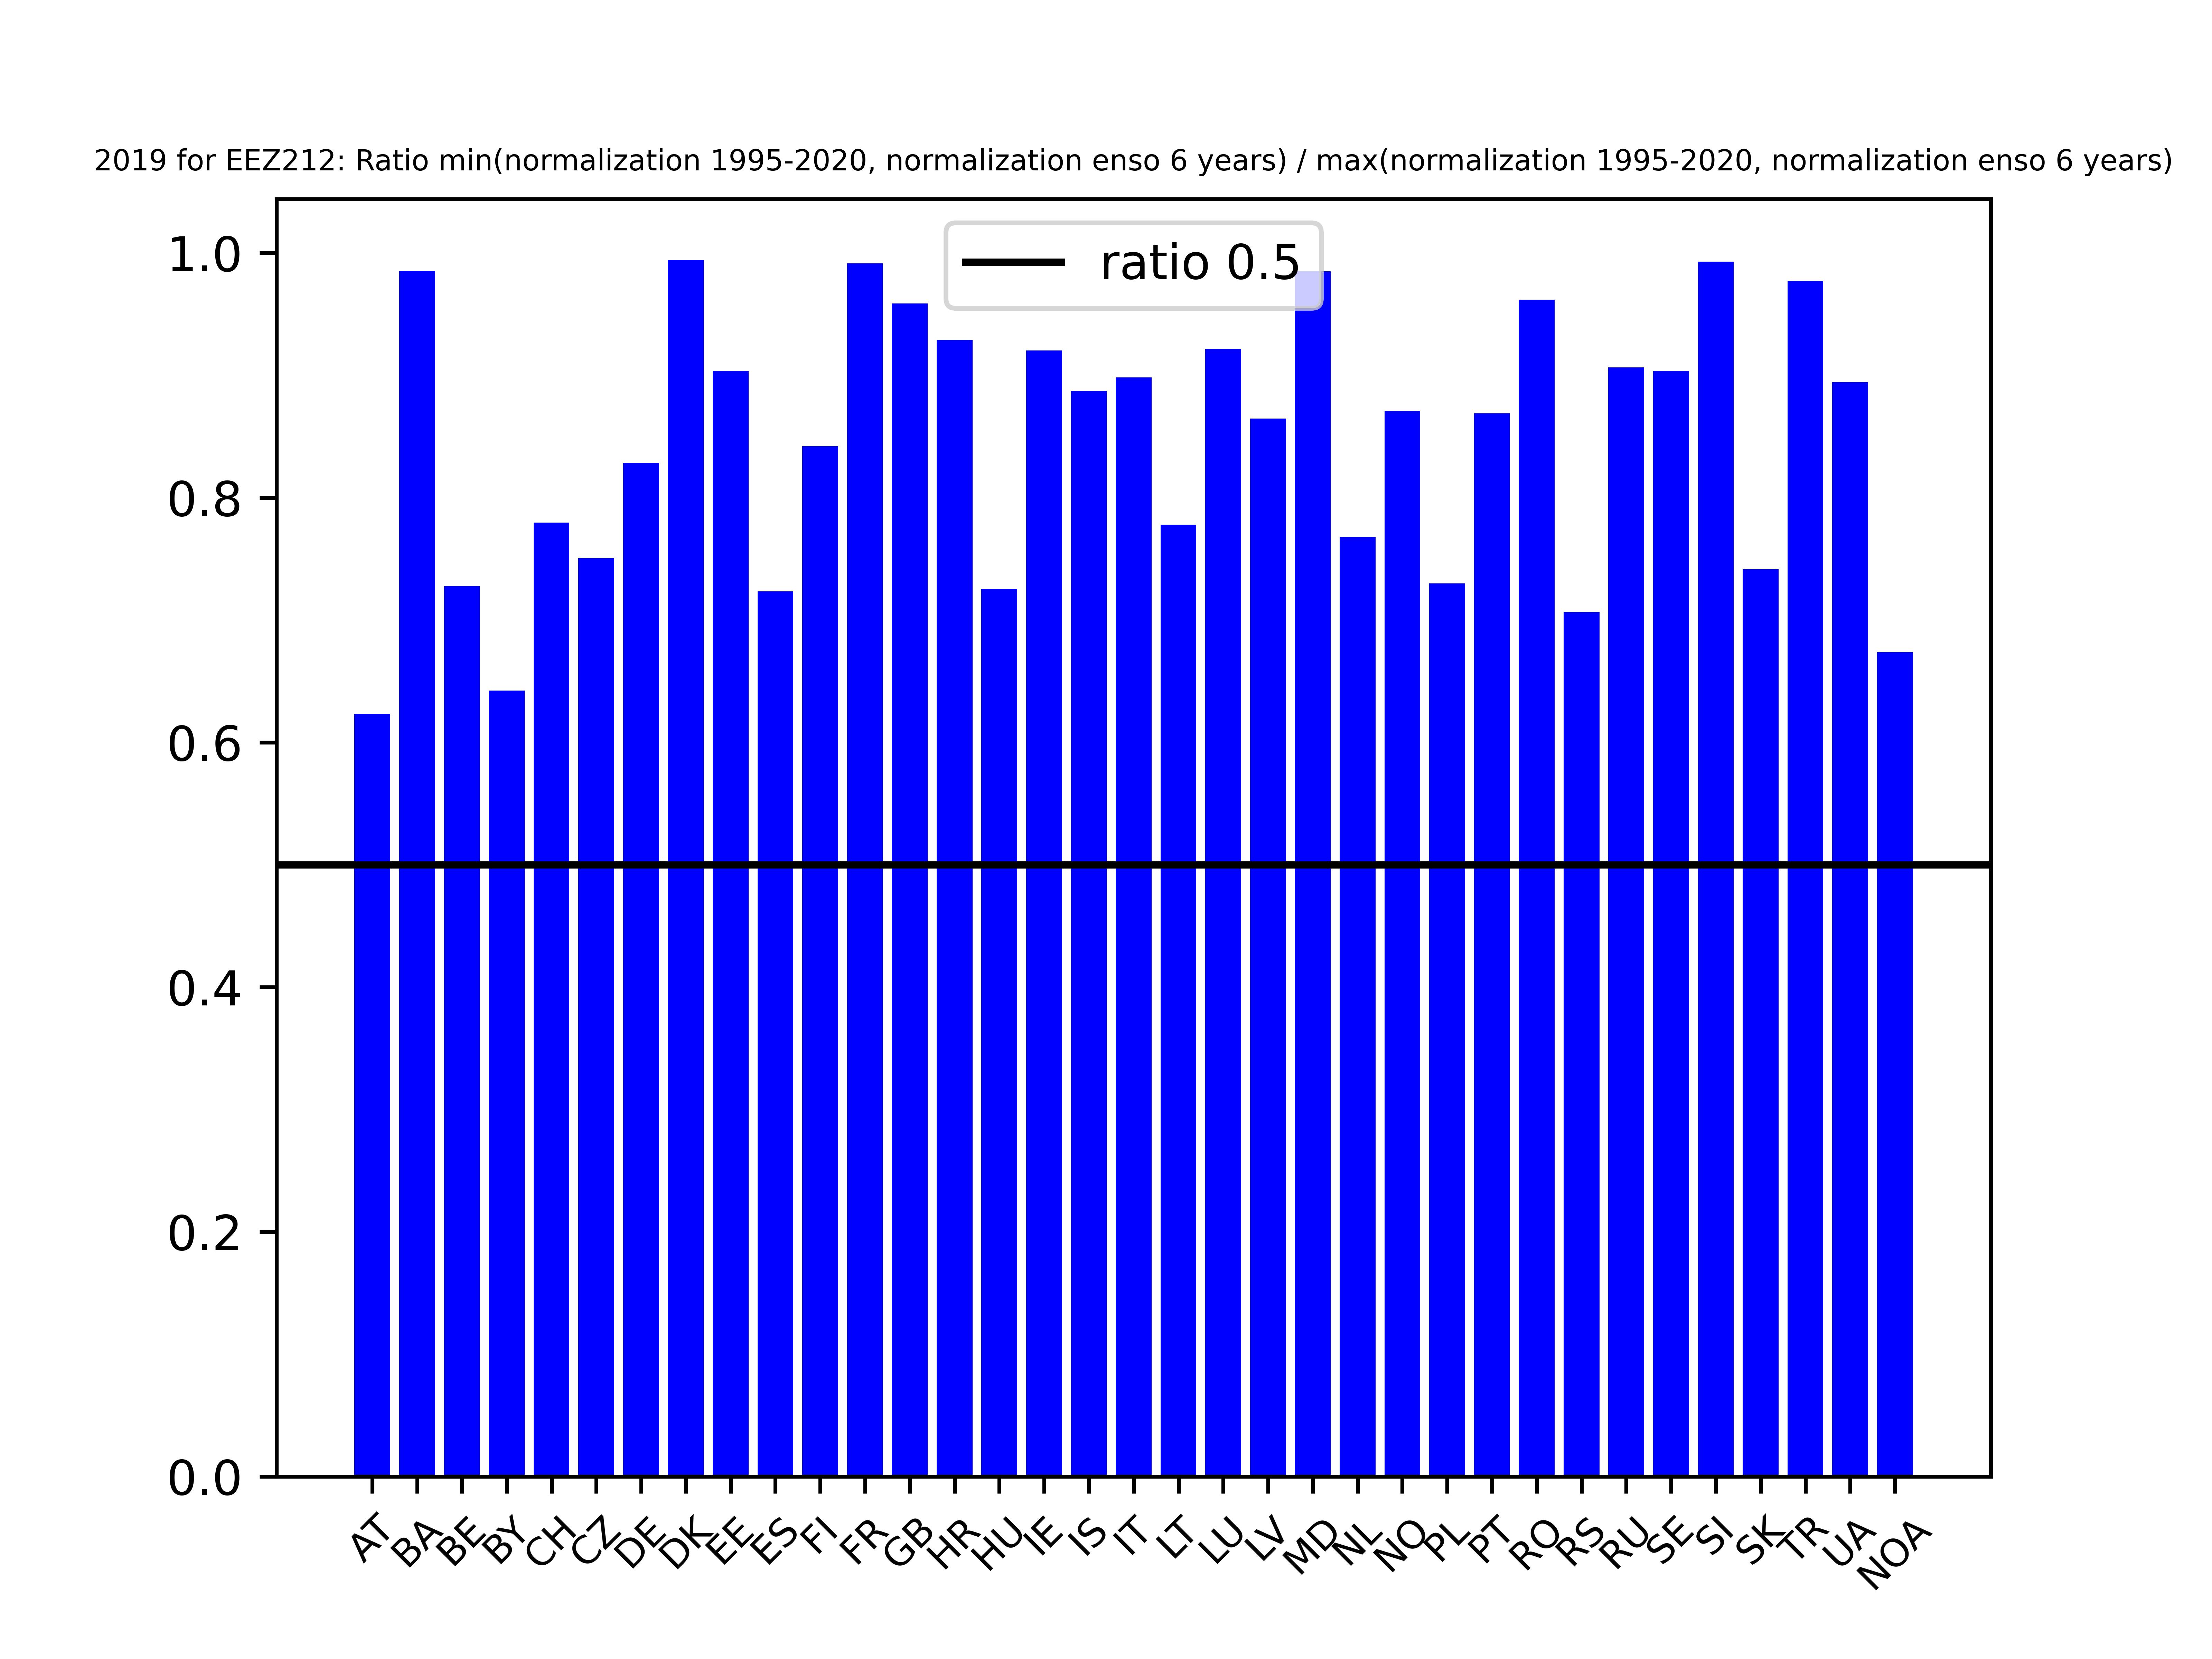 2019 for EEZ212: Ratio min(normalization 1995-2020, normalization enso 6 years) / max(normalization 1995-2020, normalization enso 6 years)
ratio 0.5
1.0
0.8
0.6
0.4
0.2
0.0
AT BA BE BY CH CZ DE DK EE ES FI FR GB HR HU IE IS IT LT LU LV MD NL NO PL PT RO RS RU SE SI SK TR UA NOA